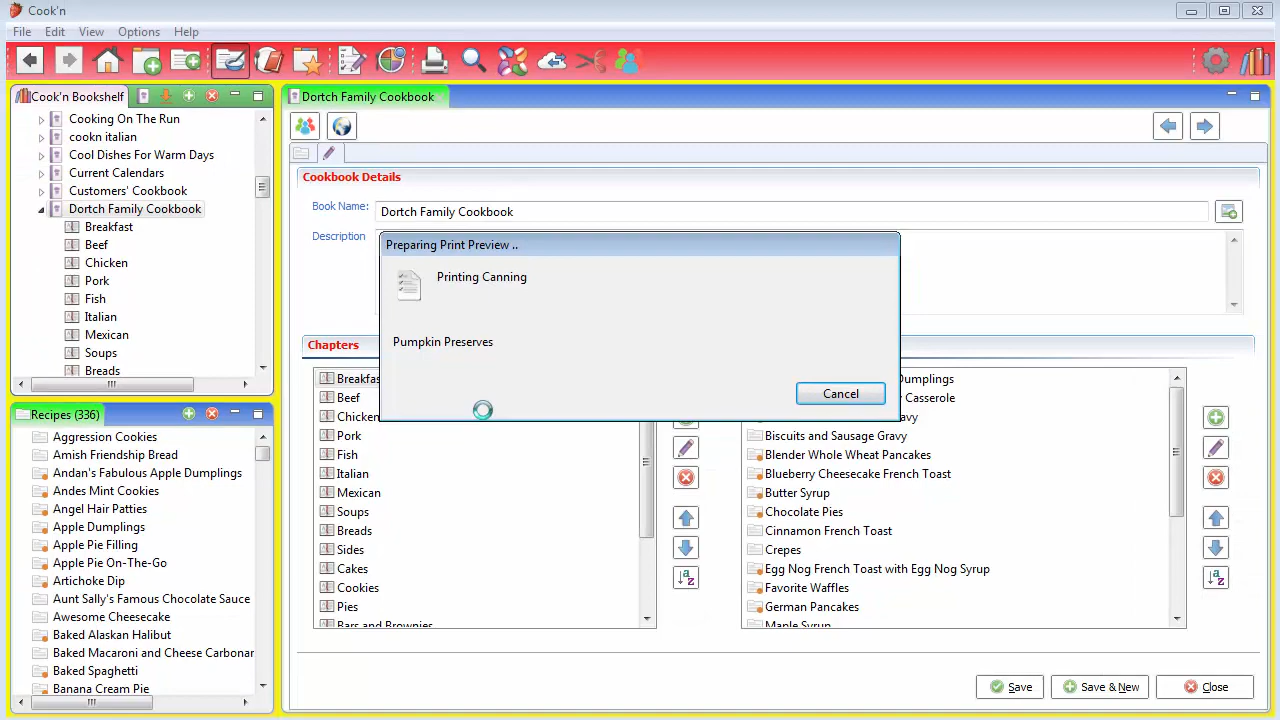 Cook'n
File Edit View Options Help
Cook'n Bookshelf
Cooking On The Run
cookn italian
Cool Dishes For Warm Days
Current Calendars
Customers' Cookbook
Dortch Family Cookbook
Breakfast
Beef
Chicken
Pork
Fish
Italian
Mexican
Soups
Breads
Recipes (336)
Aggression Cookies
Amish Friendship Bread
Andan's Fabulous Apple Dumplings
Andes Mint Cookies
Angel Hair Patties
Apple Dumplings
Apple Pie Filling
Apple Pie On-The-Go
Artichoke Dip
Aunt Sally's Famous Chocolate Sauce
Awesome Cheesecake
Baked Alaskan Halibut
Baked Macaroni and Cheese Carbonar
Baked Spaghetti
Banana Cream Pie
Dortch Family Cookbook
Cookbook Details
Book Name: Dortch Family Cookbook
Description
Preparing Print Preview ..
Printing Canning
Pumpkin Preserves
Cancel
Chapters
Breakfas
Beef
Chicken
Pork
Fish
Italian
Mexican
Soups
Breads
Sides
Cakes
Cookies
Pies
Bars and Brownies
Dumplings
Casserole
Gravy
Biscuits and Sausage Gravy
Blender Whole Wheat Pancakes
Blueberry Cheesecake French Toast
Butter Syrup
Chocolate Pies
Cinnamon French Toast
Crepes
Egg Nog French Toast with Egg Nog Syrup
Favorite Waffles
German Pancakes
Maple Syrup
Save Save & New Close